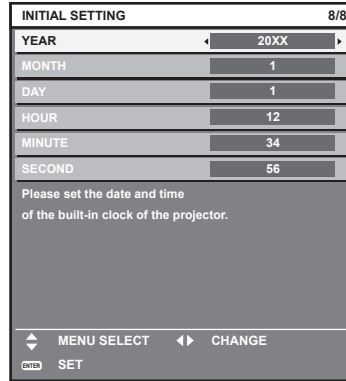 INITIAL SETTING 8/8
YEAR 20XX
MONTH 1
DAY 1
HOUR 12
MINUTE 34
SECOND 56
Please set the date and time
of the built-in clock of the projector.
MENU SELECT CHANGE
ENTER SET